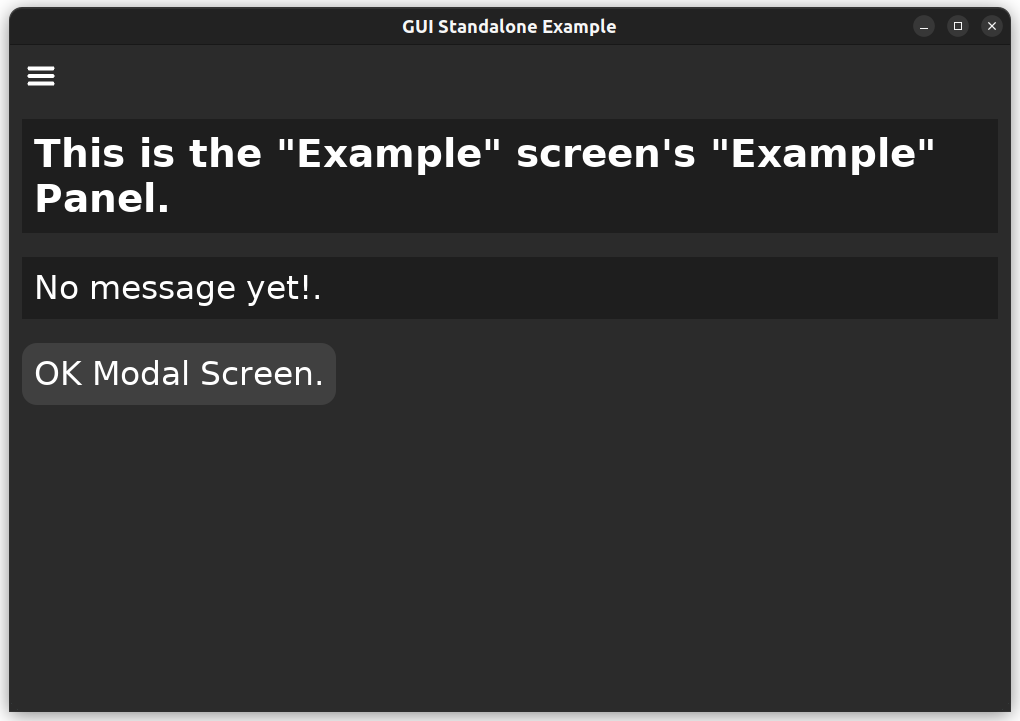 GUI Standalone Example
This is the "Example" screen's "Example"
Panel.
No message yet!.
OK Modal Screen.